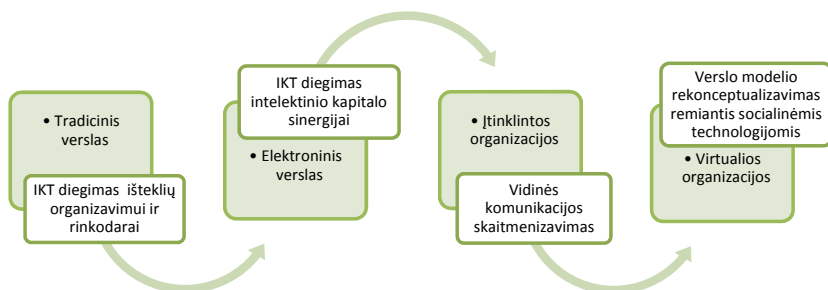 • Tradicinis
verslas
IKT diegimas išteklių
organizavimui ir
rinkodarai
IKT diegimas
intelektinio kapitalo
sinergijai
• Elektroninis
verslas
• Įtinklintos
organizacijos
Vidinės
komunikacijos
skaitmenizavimas
Verslo modelio
rekonceptualizavimas
remiantis socialinėmis
technologijomis
• Virtualios
organizacijos